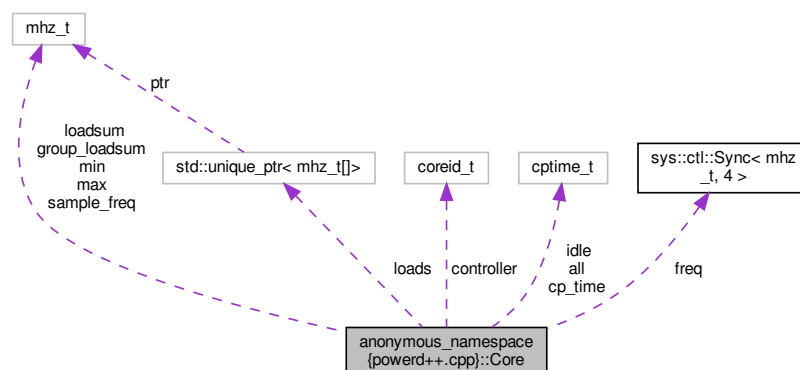 mhz_t
ptr
loadsum
group_loadsum
min
max
sample_freq
std::unique_ptr< mhz_t[]>
coreid_t
cptime_t
sys::ctl::Sync< mhz
_t, 4 >
loads
controller
idle
all
cp_time
freq
anonymous_namespace
{powerd++.cpp}::Core